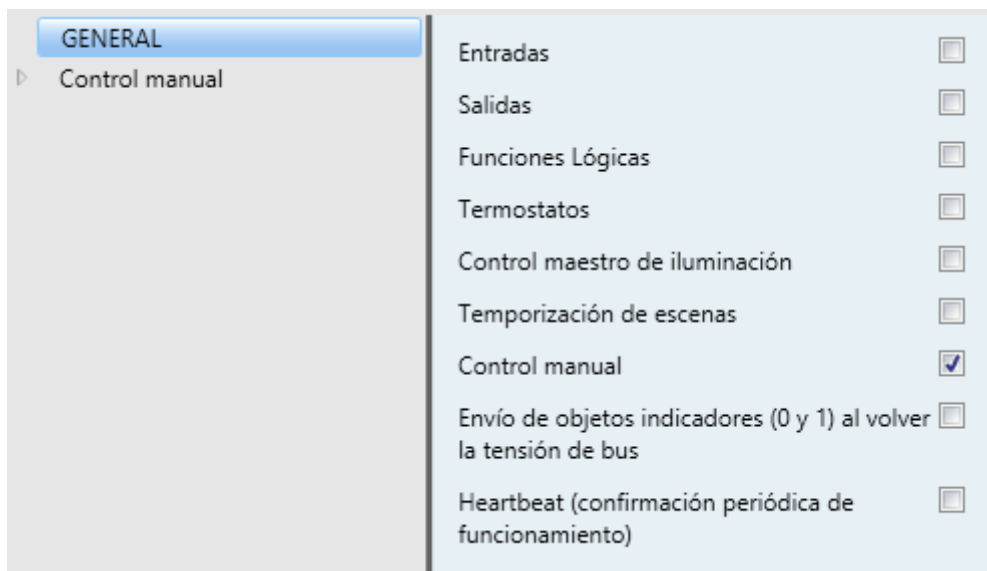 GENERAL
Control manual
Entradas
Salidas
Funciones Lógicas
Termostatos
Control maestro de iluminación
Temporización de escenas
Control manual
Envío de objetos indicadores (0 y 1) al volver
la tensión de bus
Heartbeat (confirmación periódica de
funcionamiento)